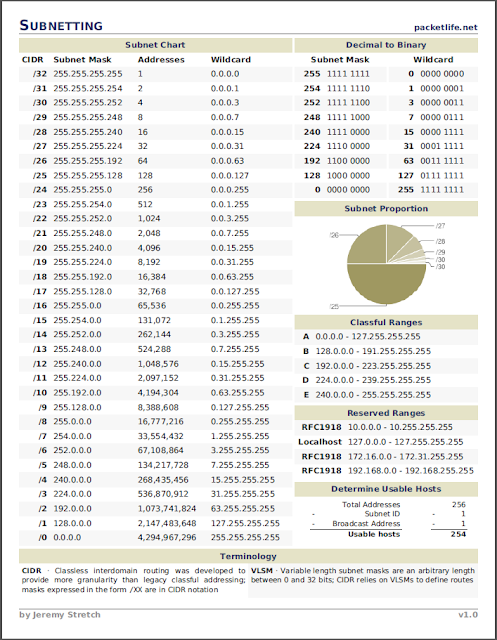 SUBNETTING packetlife.net
Subnet Chart
CIDR Subnet Mask Addresses Wildcard
/32 255.255.255.255 1 0.0.0.0
/31 255.255.255.254 2 0.0.0.1
/30 255.255.255.252 4 0.0.0.3
/29 255.255.255.248 8 0.0.0.7
/28 255.255.255.240 16 0.0.0.15
/27 255.255.255.224 32 0.0.0.31
/26 255.255.255.192 64 0.0.0.63
/25 255.255.255.128 128 0.0.0.127
/24 255.255.255.0 256 0.0.0.255
/23 255.255.254.0 512 0.0.1.255
/22 255.255.252.0 1,024 0.0.3.255
/21 255.255.248.0 2,048 0.0.7.255
/20 255.255.240.0 4,096 0.0.15.255
/19 255.255.224.0 8,192 0.0.31.255
/18 255.255.192.0 16,384 0.0.63.255
/17 255.255.128.0 32,768 0.0.127.255
/16 255.255.0.0 65,536 0.0.255.255
/15 255.254.0.0 131,072 0.1.255.255
/14 255.252.0.0 262,144 0.3.255.255
/13 255.248.0.0 524,288 0.7.255.255
/12 255.240.0.0 1,048,576 0.15.255.255
/11 255.224.0.0 2,097,152 0.31.255.255
/10 255.192.0.0 4,194,304 0.63.255.255
/9 255.128.0.0 8,388,608 0.127.255.255
/8 255.0.0.0 16,777,216 0.255.255.255
/7 254.0.0.0 33,554,432 1.255.255.255
/6 252.0.0.0 67,108,864 3.255.255.255
/5 248.0.0.0 134,217,728 7.255.255.255
/4 240.0.0.0 268,435,456 15.255.255.255
/3 224.0.0.0 536,870,912 31.255.255.255
/2 192.0.0.0 1,073,741,824 63.255.255.255
/1 128.0.0.0 2,147,483,648 127.255.255.255
/0 0.0.0.0 4,294,967,296 255.255.255.255
Decimal to Binary
Subnet Mask Wildcard
255 1111 1111 0 0000 0000
254 1111 1110 1 0000 0001
252 1111 1100 3 0000 0011
248 1111 1000 7 0000 0111
240 1111 0000 15 0000 1111
224 1110 0000 31 0001 1111
192 1100 0000 63 0011 1111
128 1000 0000 127 0111 1111
0 0000 0000 255 1111 1111
Subnet Proportion
/26
/27
/28
/29
/30
/30
/25
Classful Ranges
A 0.0.0.0 - 127.255.255.255
B 128.0.0.0 - 191.255.255.255
C 192.0.0.0 - 223.255.255.255
D 224.0.0.0 - 239.255.255.255
E 240.0.0.0 - 255.255.255.255
Reserved Ranges
RFC1918 10.0.0.0 - 10.255.255.255
Localhost 127.0.0.0 - 127.255.255.255
RFC1918 172.16.0.0 - 172.31.255.255
RFC1918 192.168.0.0 - 192.168.255.255
Determine Usable Hosts
Total Addresses 256
- Subnet ID - 1
- Broadcast Address - 1
Usable hosts 254
Terminology
CIDR · Classless interdomain routing was developed to
provide more granularity than legacy classful addressing;
masks expressed in the form /XX are in CIDR notation
VLSM · Variable length subnet masks are an arbitrary length
between 0 and 32 bits; CIDR relies on VLSMs to define routes
by Jeremy Stretch v1.0